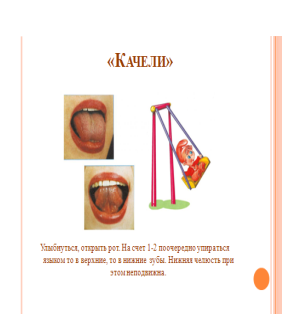 «Качели»
Улыбнуться, открыть рот. На счет 1-2 поочередно упираться
языком то в верхние, то в нижние зубы. Нижняя челюсть при
этом неподвижна.